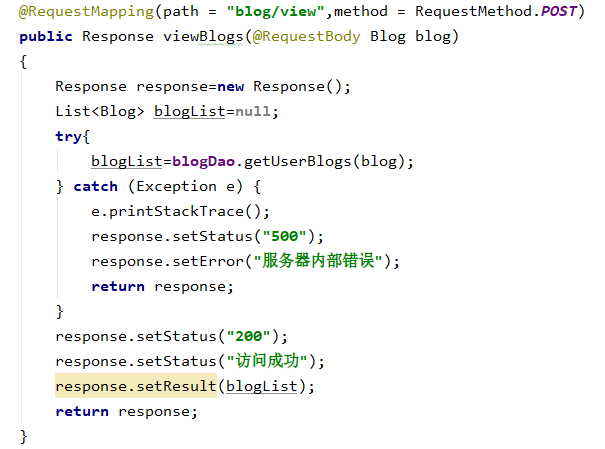 @RequestMapping(path = "blog/view",method = RequestMethod.POST)
public Response viewBlogs(@RequestBody Blog blog)
{
    Response response=new Response();
    List<Blog> blogList=null;
    try{
        blogList=blogDao.getUserBlogs(blog);
    } catch (Exception e) {
        e.printStackTrace();
        response.setStatus("500");
        response.setError("服务器内部错误");
        return response;
    }
    response.setStatus("200");
    response.setStatus("访问成功");
    response.setResult(blogList);
    return response;
}